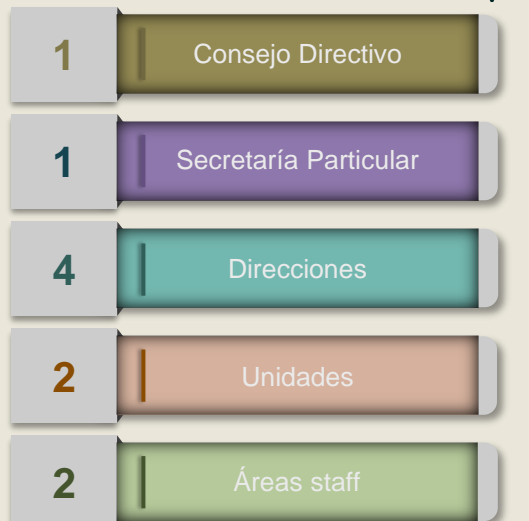 1 Consejo Directivo
1 Secretaría Particular
4 Direcciones
2 Unidades
2 Áreas staff